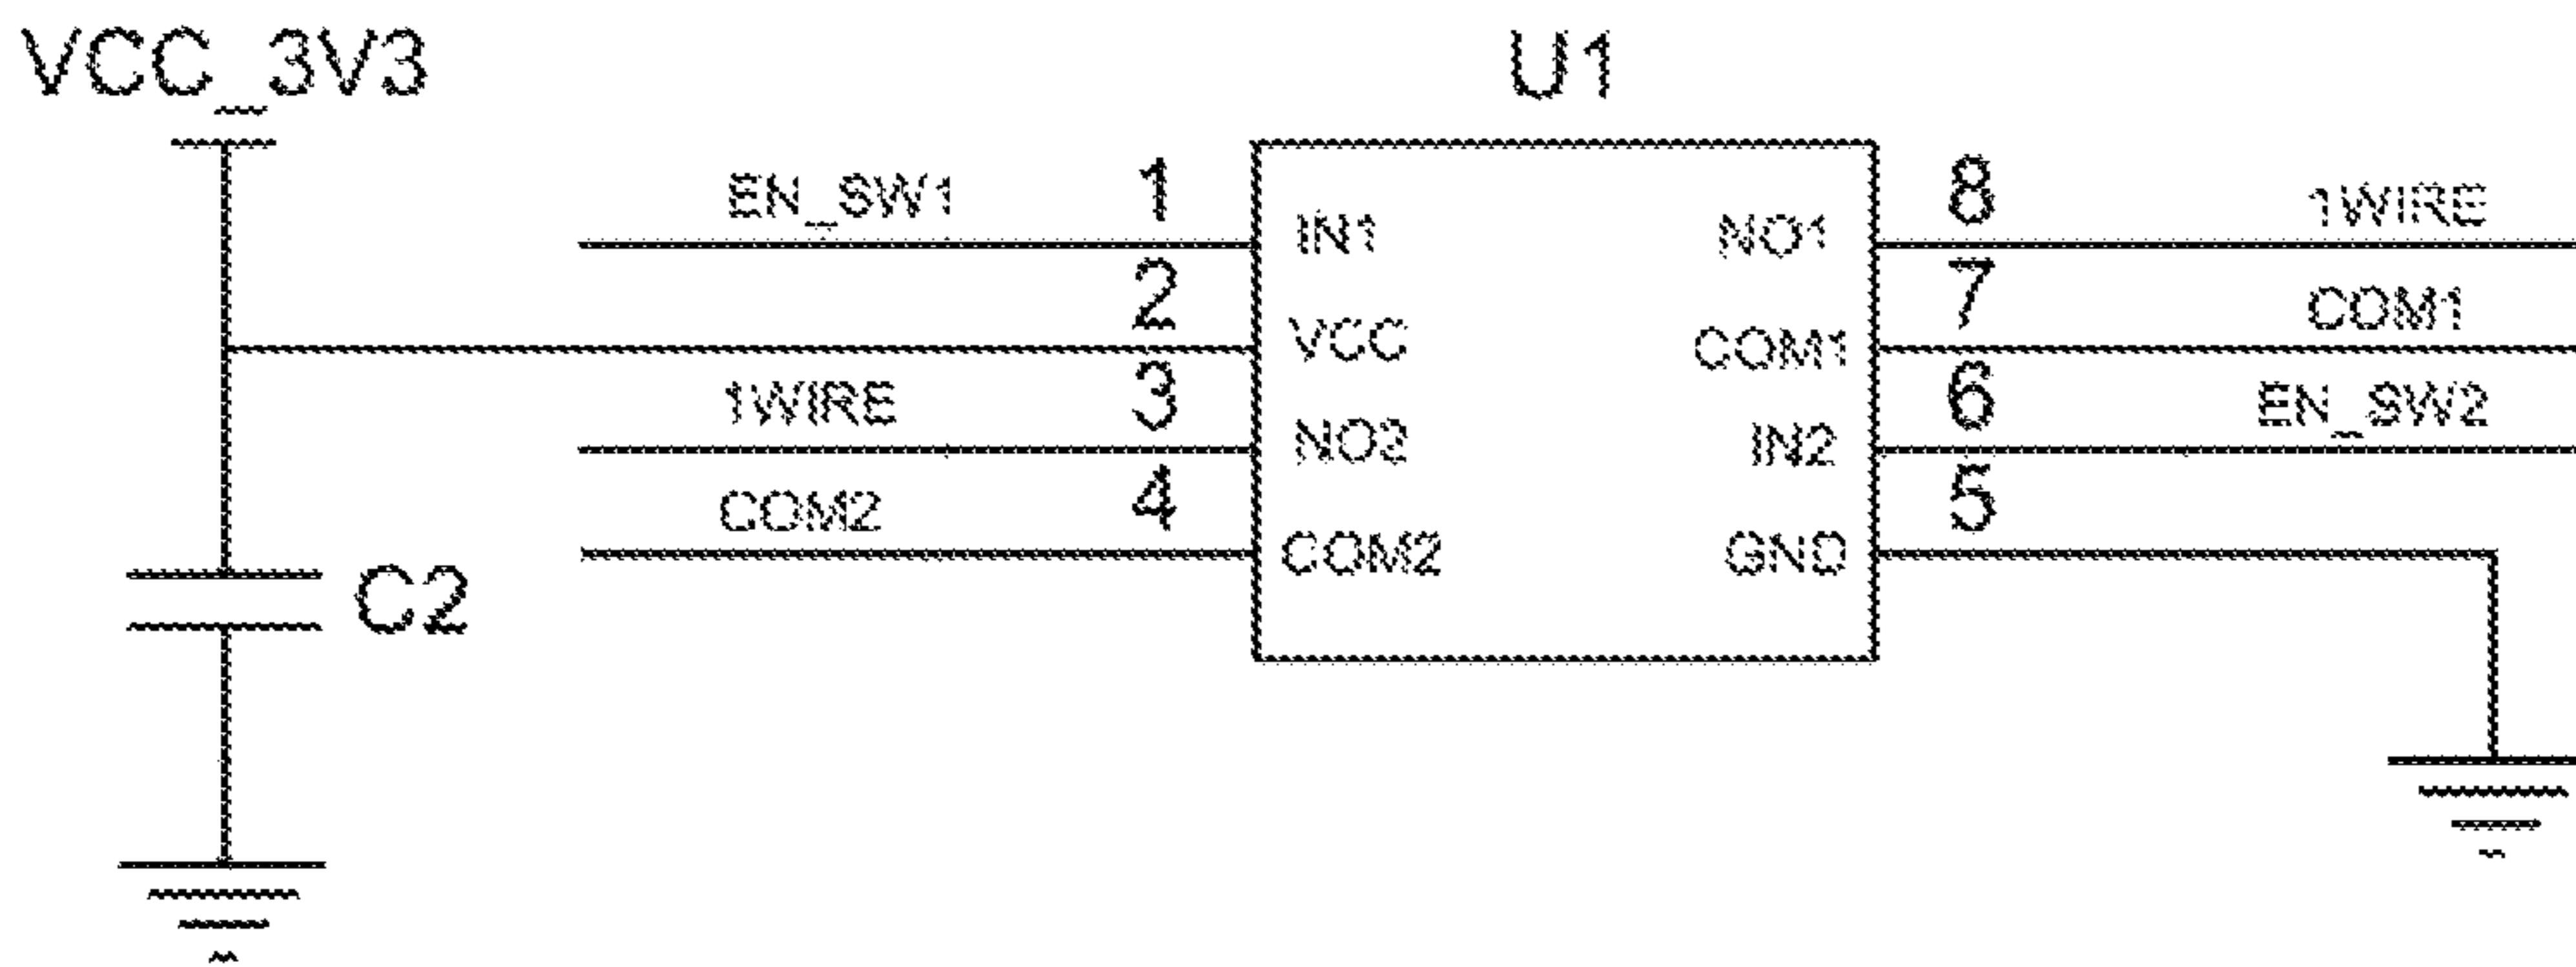 VCC_3V3
U1
EN_SW1 1 IN1 NO1 8 1WIRE
2 VCC COM1 7 COM1
1WIRE 3 NO2 IN2 6 EN_SW2
COM2 4 COM2 GND 5
C2